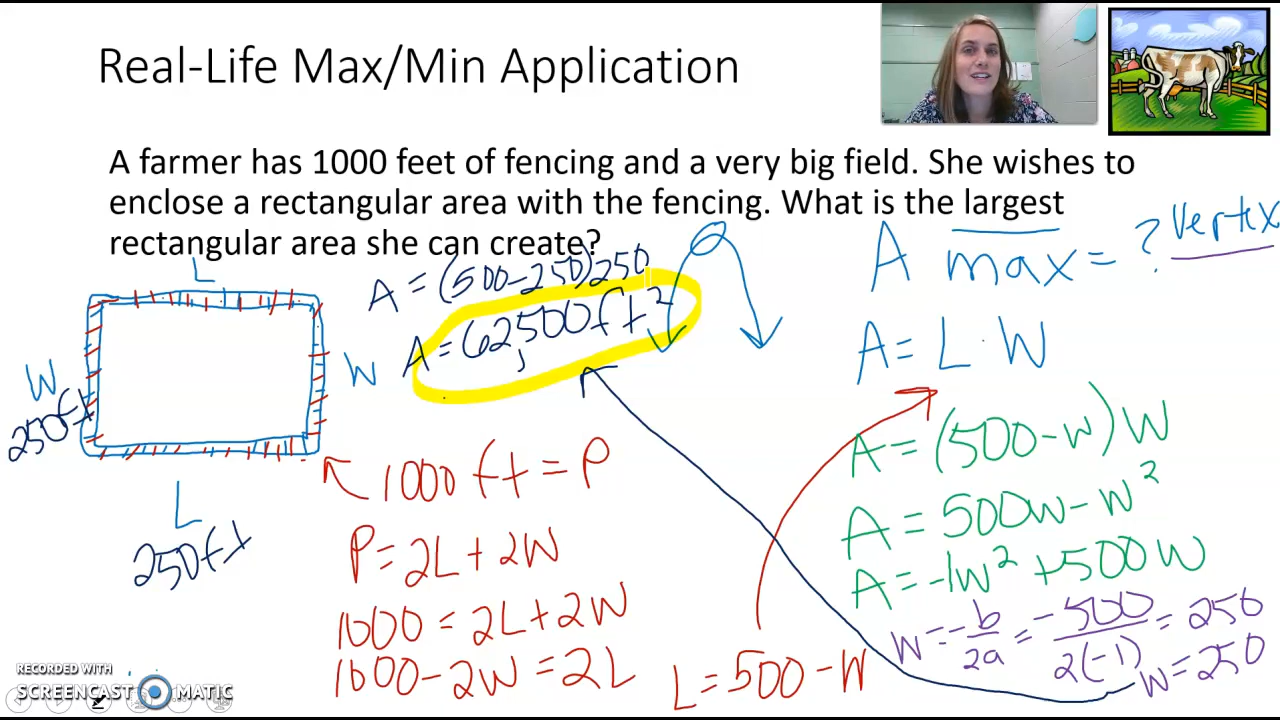 Real-Life Max/Min Application
A farmer has 1000 feet of fencing and a very big field. She wishes to
enclose a rectangular area with the fencing. What is the largest
rectangular area she can create?
L
W
250ft
W
L
250ft
A = (500-250)250
A = 62,500ft²
1000 ft = P
P = 2L + 2W
1000 = 2L + 2W
1000 - 2W = 2L
L = 500 - W
A max = ? Vertex
A = L · W
A = (500-W)W
A = 500W - W²
A = -1W² + 500W
W = -b/2a = -500/2(-1) = 250
W = 250
RECORDED WITH
SCREENCAST MATIC